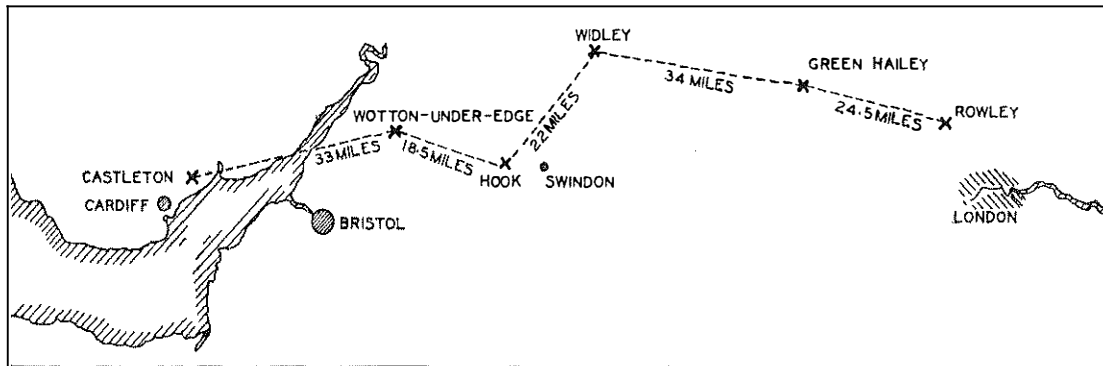 WIDLEY
GREEN HAILEY
34 MILES
ROWLEY
24.5 MILES
WOTTON-UNDER-EDGE
22 MILES
33 MILES
18.5 MILES
CASTLETON
HOOK
SWINDON
CARDIFF
BRISTOL
LONDON